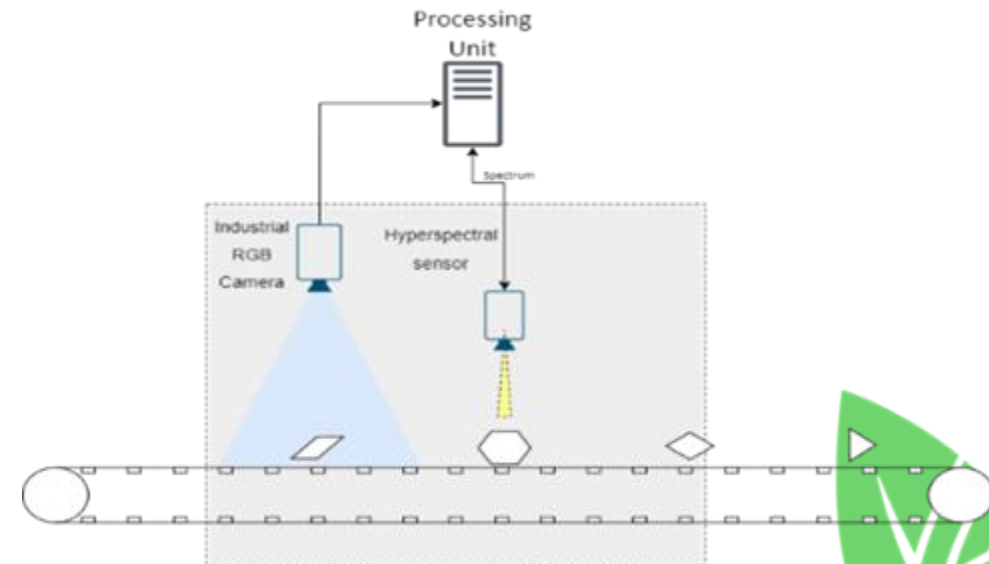 Processing
Unit
Spectrum
Industrial
RGB
Camera
Hyperspectral
sensor